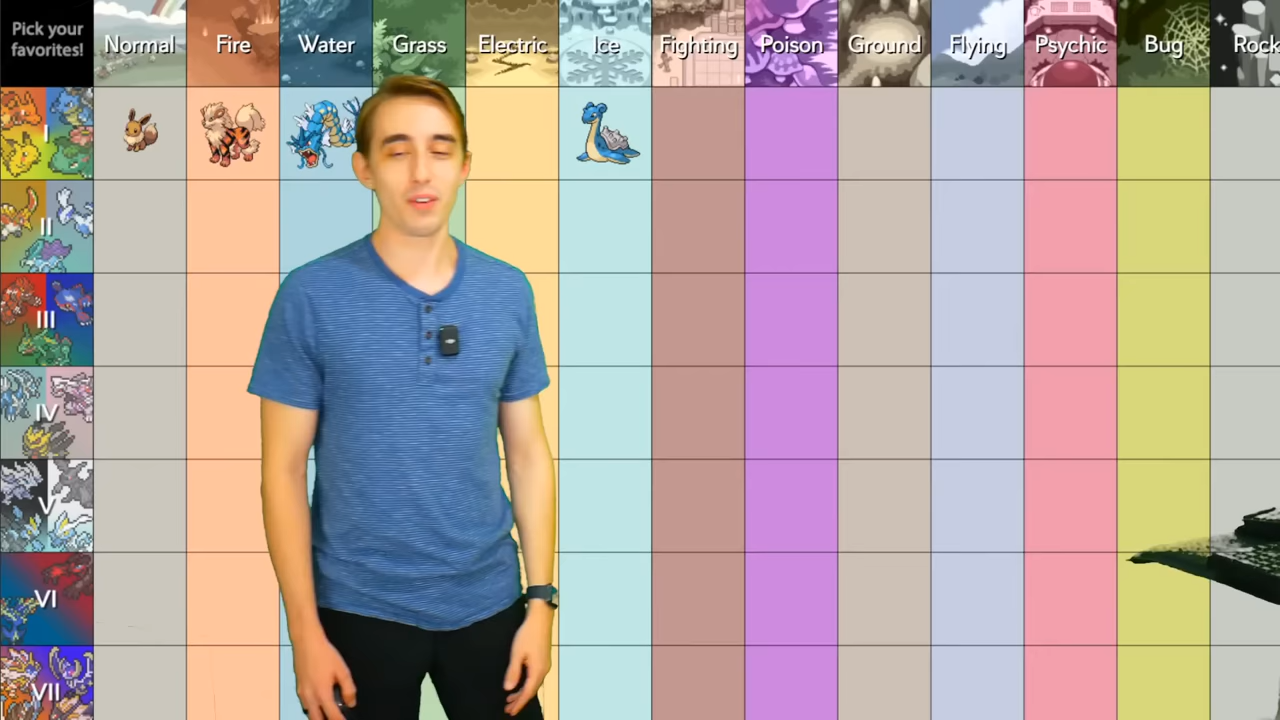 Pick your
favorites!
Normal
Fire
Water
Grass
Electric
Ice
Fighting
Poison
Ground
Flying
Psychic
Bug
Rock
I
II
III
IV
V
VI
VII